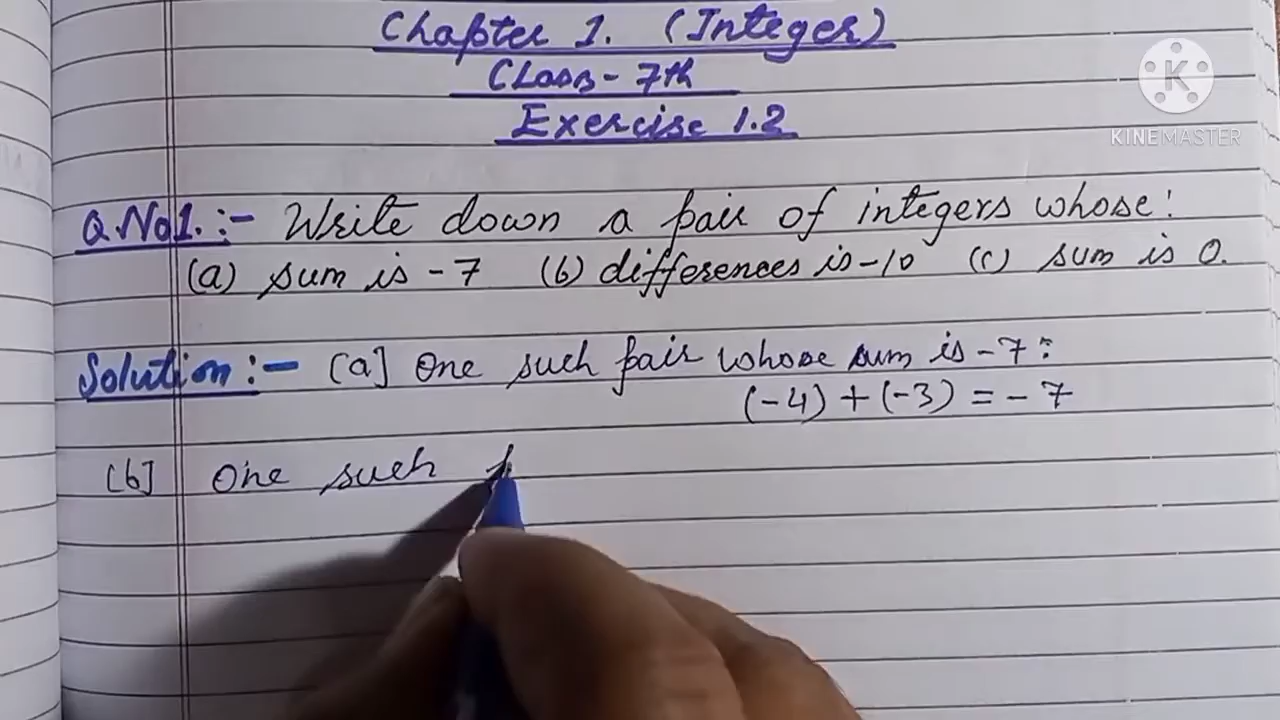 Chapter 1. (Integer)
Class - 7th
Exercise 1.2
KINEMASTER
Q.No1.:- Write down a pair of integers whose:
(a) sum is -7 (b) differences is -10 (c) sum is 0.
Solution:- [a] One such pair whose sum is -7:
(-4) + (-3) = -7
[b] One such